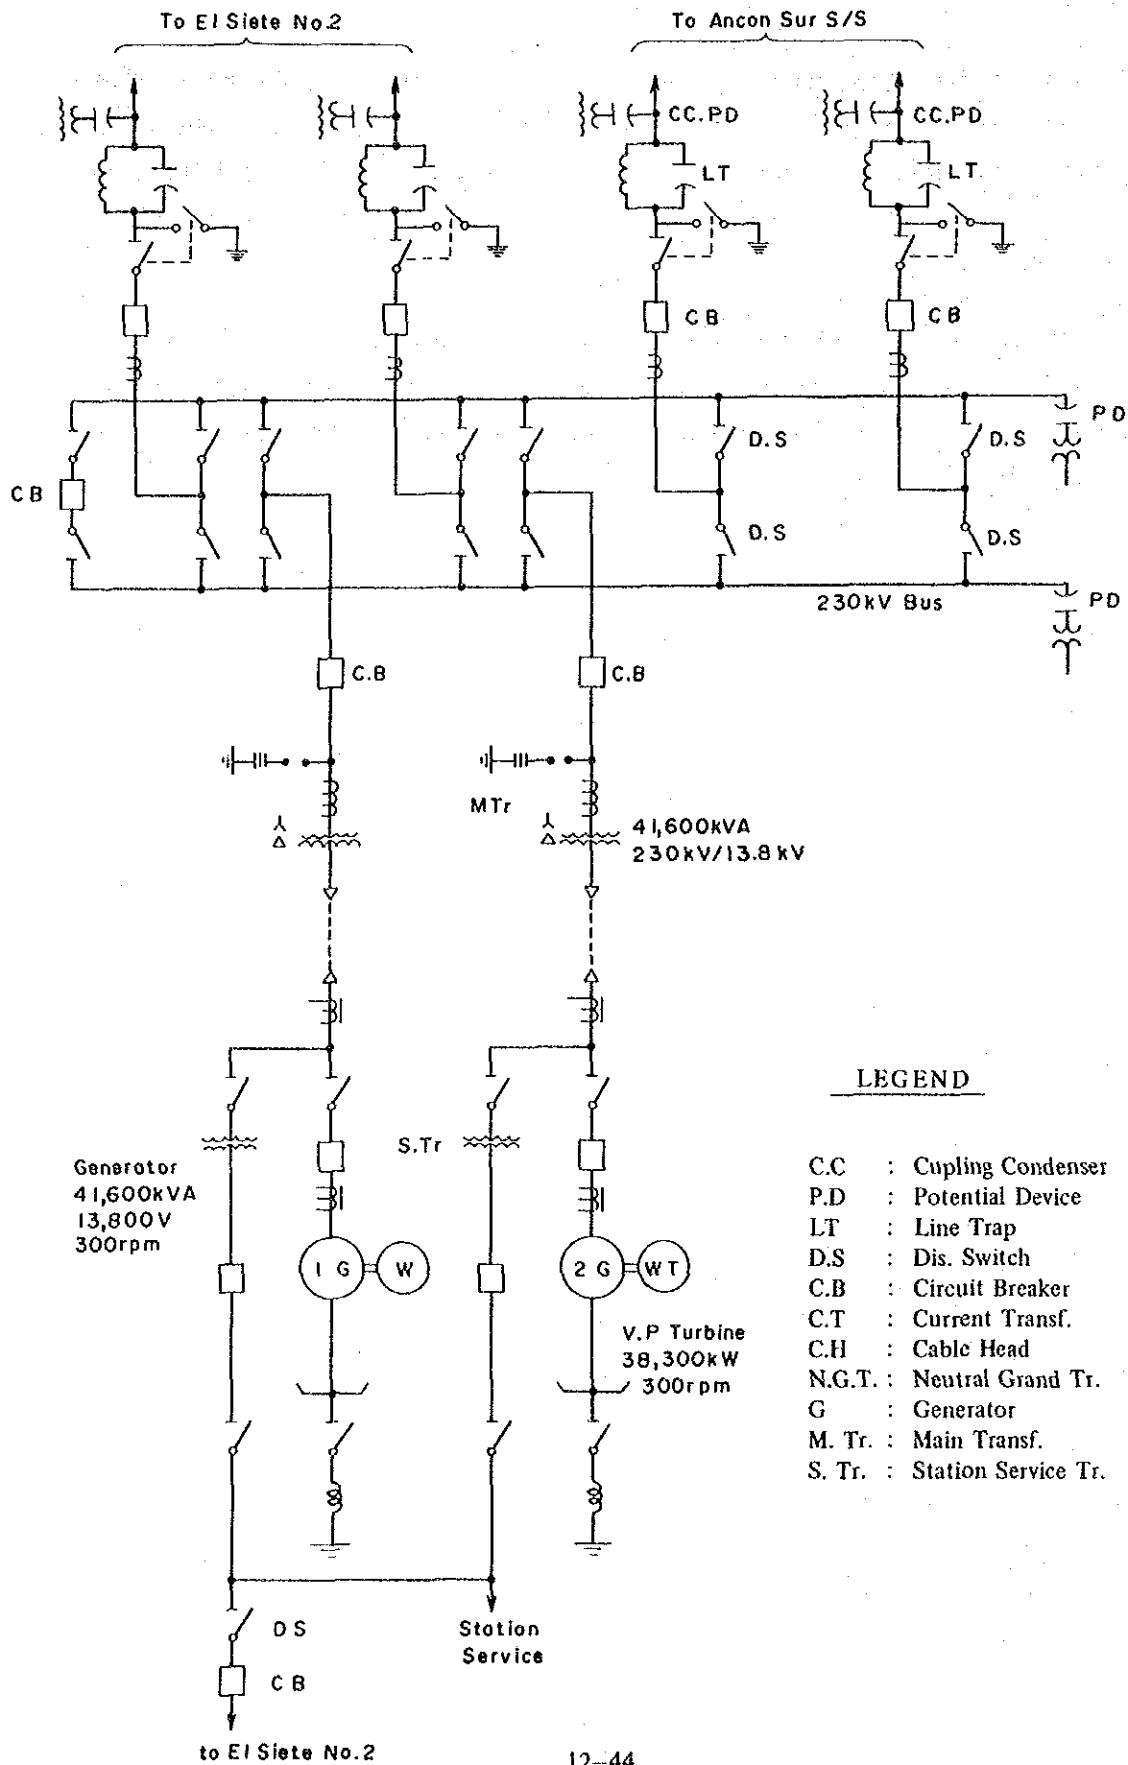 To El Siete No.2
To Ancon Sur S/S
CC.PD
CC.PD
LT
LT.
CB
CB
PD
D.S
D.S
CB
D.S
D.S
230kV Bus
PD
C.B
C.B
MTr
41,600kVA
230kV/13.8kV
LEGEND
S.Tr
Generator
41,600kVA
13,800V
300rpm
1 G
W
2 G
WT
V.P Turbine
38,300kW
300rpm
C.C : Cupling Condenser
P.D : Potential Device
LT : Line Trap
D.S : Dis. Switch
C.B : Circuit Breaker
C.T : Current Transf.
C.H : Cable Head
N.G.T. : Neutral Grand Tr.
G : Generator
M. Tr. : Main Transf.
S. Tr. : Station Service Tr.
DS
Station
Service
CB
to El Siete No.2
12-44